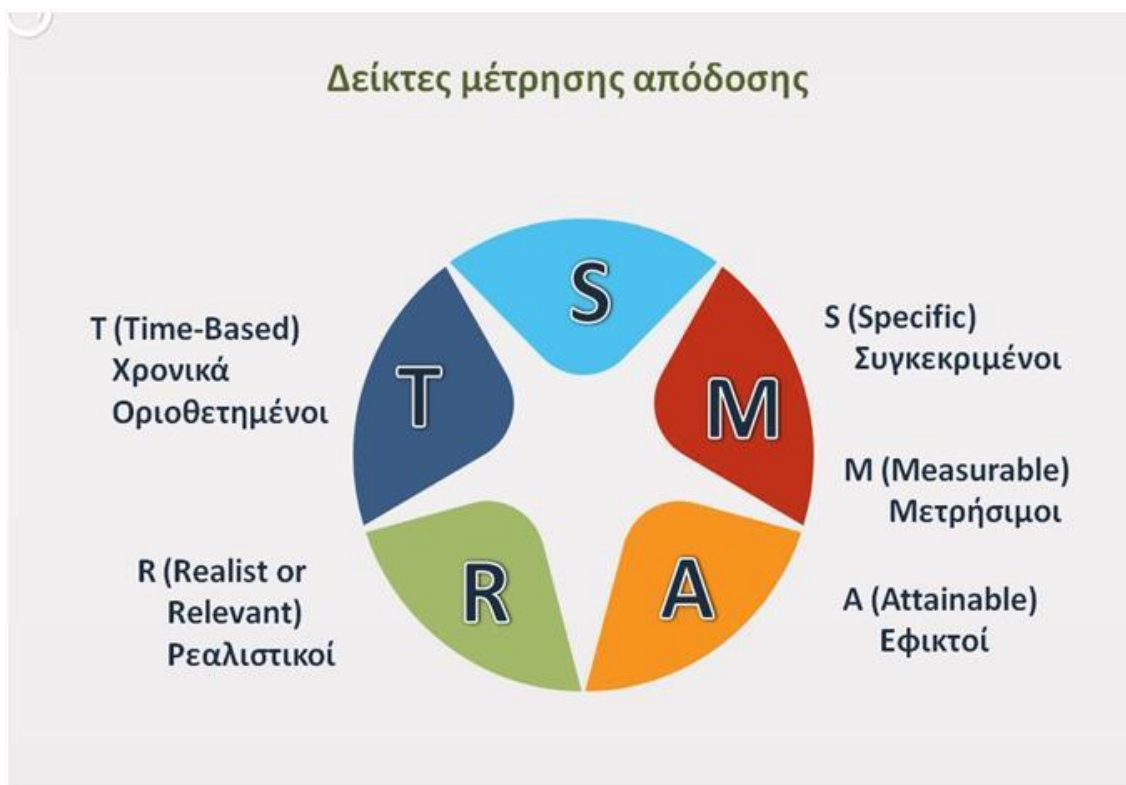 Δείκτες μέτρησης απόδοσης
S
M
A
R
T
S (Specific)
Συγκεκριμένοι
M (Measurable)
Μετρήσιμοι
A (Attainable)
Εφικτοί
R (Realist or
Relevant)
Ρεαλιστικοί
T (Time-Based)
Χρονικά
Οριοθετημένοι